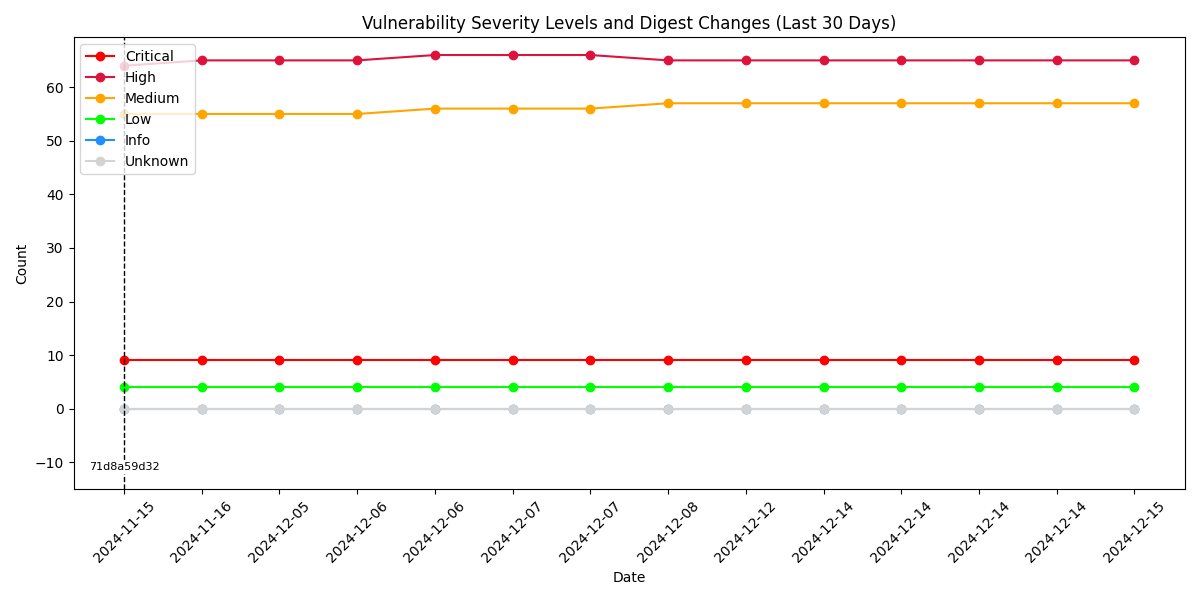 Vulnerability Severity Levels and Digest Changes (Last 30 Days)
Critical
High
Medium
Low
Info
Unknown
Count
60
50
40
30
20
10
0
−10
71d8a59d32
2024-11-15
2024-11-16
2024-12-05
2024-12-06
2024-12-06
2024-12-07
2024-12-07
2024-12-08
2024-12-12
2024-12-14
2024-12-14
2024-12-14
2024-12-14
2024-12-15
Date